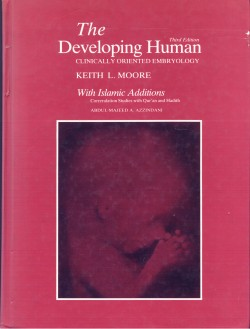 The
Third Edition
Developing Human
CLINICALLY ORIENTED EMBRYOLOGY
KEITH L. MOORE
With Islamic Additions
Correlation Studies with Qur'an and Hadith
ABDUL-MAJEED A. AZZINDANI